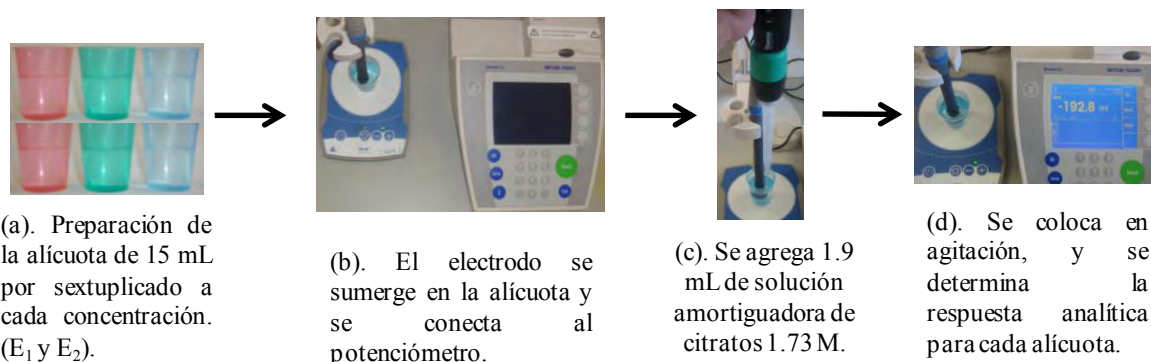 (a). Preparación de
la alícuota de 15 mL
por sextuplicado a
cada concentración.
(E₁ y E₂).
(b). El electrodo se
sumerge en la alícuota y
se conecta al
potenciómetro.
(c). Se agrega 1.9
mL de solución
amortiguadora de
citratos 1.73 M.
-192.8 mV
(d). Se coloca en
agitación, y se
determina la
respuesta analítica
para cada alícuota.